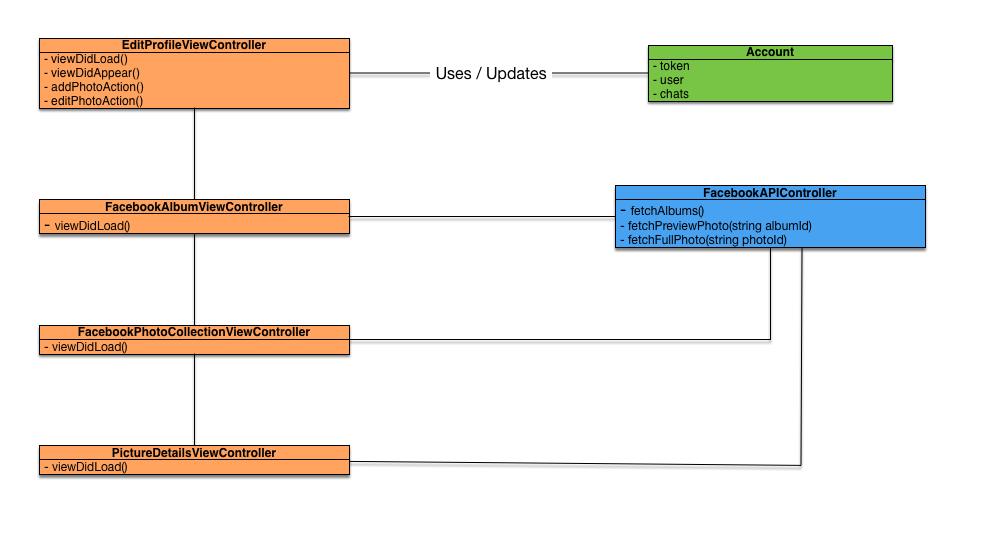 EditProfileViewController
- viewDidLoad()
- viewDidAppear()
- addPhotoAction()
- editPhotoAction()
Uses / Updates
Account
- token
- user
- chats
FacebookAlbumViewController
- viewDidLoad()
FacebookAPIController
- fetchAlbums()
- fetchPreviewPhoto(string albumId)
- fetchFullPhoto(string photoId)
FacebookPhotoCollectionViewController
- viewDidLoad()
PictureDetailsViewController
- viewDidLoad()